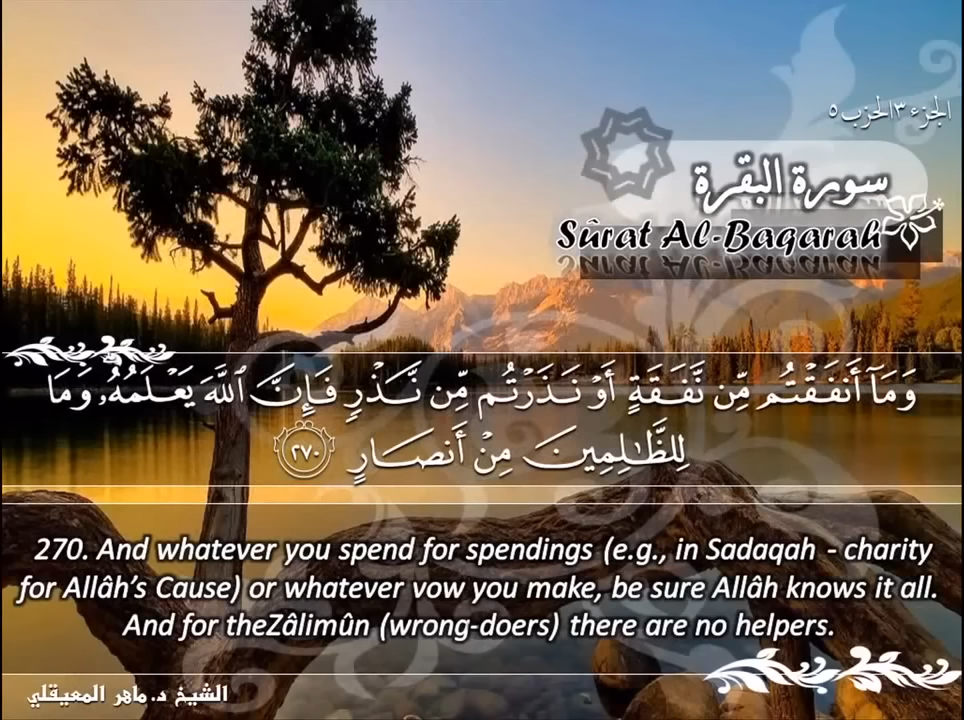 الجزء ٣ الحزب ٥
سورة البقرة
Sûrat Al-Baqarah
وَمَآ أَنفَقْتُم مِّن نَّفَقَةٍ أَوْ نَذَرْتُم مِّن نَّذْرٍ فَإِنَّ ٱللَّهَ يَعْلَمُهُۥ وَمَا
لِلظَّٰلِمِينَ مِنْ أَنصَارٍ ٢٧٠
270. And whatever you spend for spendings (e.g., in Sadaqah - charity
for Allâh’s Cause) or whatever vow you make, be sure Allâh knows it all.
And for theZâlimûn (wrong-doers) there are no helpers.
الشيخ د. ماهر المعيقلي